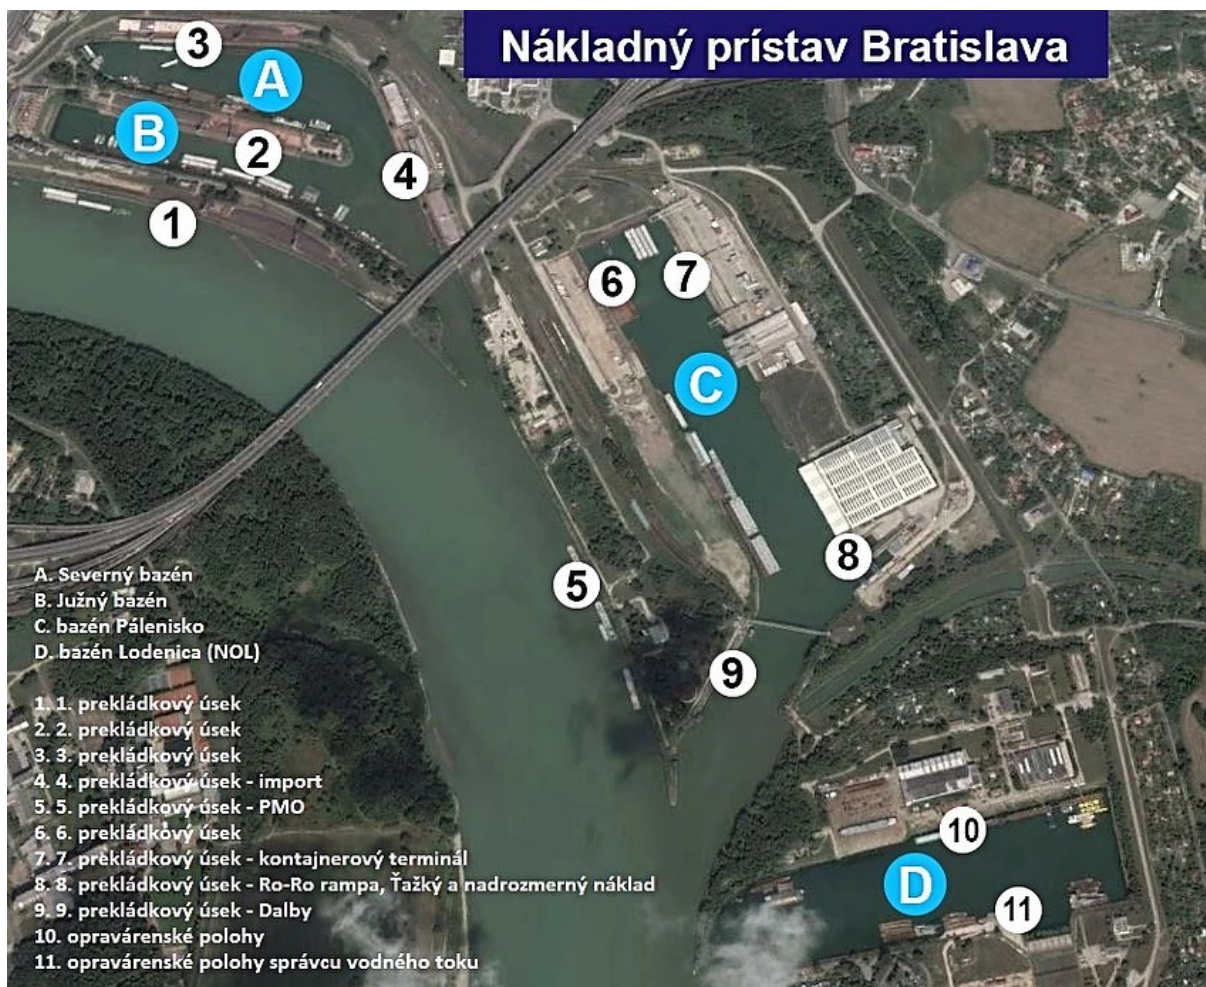 Nákladný prístav Bratislava
3
A
B
2
4
1
6
7
C
8
5
9
A. Severný bazén
B. Južný bazén
C. bazén Pálenisko
D. bazén Lodenica (NOL)
1. 1. prekládkový úsek
2. 2. prekládkový úsek
3. 3. prekládkový úsek
4. 4. prekládkový úsek - import
5. 5. prekládkový úsek - PMO
6. 6. prekládkový úsek
7. 7. prekládkový úsek - kontajnerový terminál
8. 8. prekládkový úsek - Ro-Ro rampa, Ťažký a nadrozmerný náklad
9. 9. prekládkový úsek - Dalby
10. opravárenské polohy
11. opravárenské polohy správcu vodného toku
10
D
11